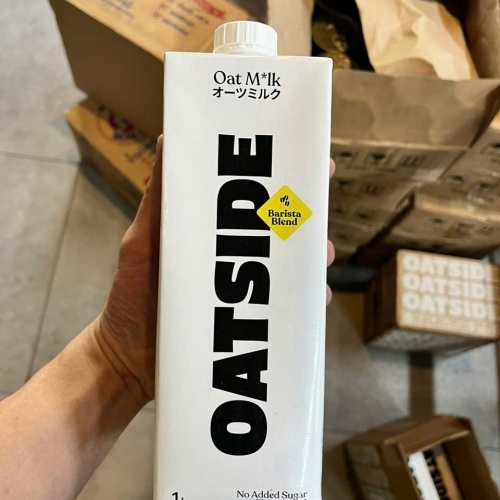 Oat M*lk
オーツミルク
OATSIDE
Barista
Blend
No Added Sugar
OATSIDE
OATSIDE
OATSIDE